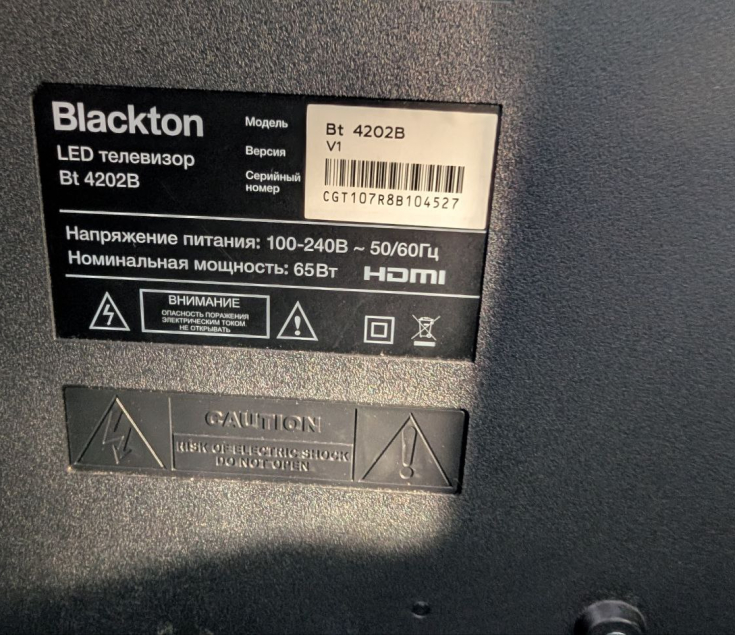 Blackton
LED телевизор
Bt 4202B
Модель
Версия
Серийный
номер
Bt 4202B
V1
CGT107R8B104527
Напряжение питания: 100-240В ~ 50/60Гц
Номинальная мощность: 65Вт
HDMI
ВНИМАНИЕ
ОПАСНОСТЬ ПОРАЖЕНИЯ
ЭЛЕКТРИЧЕСКИМ ТОКОМ.
НЕ ОТКРЫВАТЬ
CAUTION
RISK OF ELECTRIC SHOCK
DO NOT OPEN